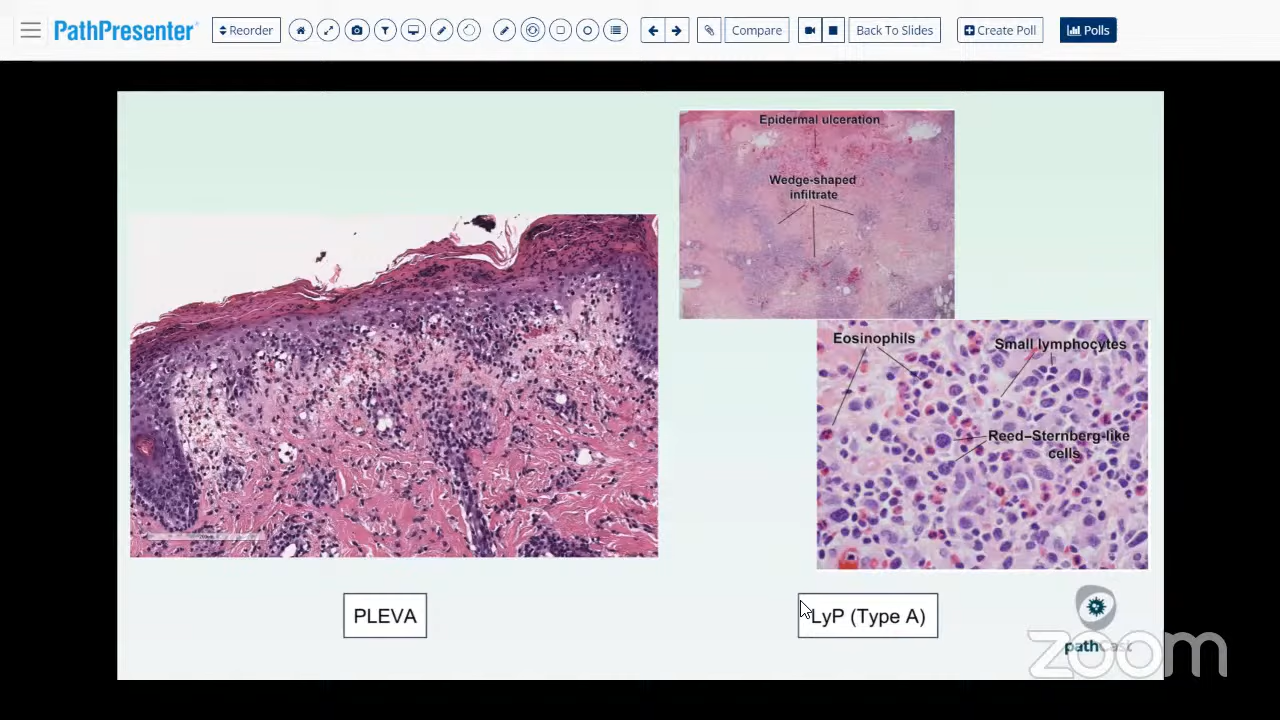 PathPresenter
Reorder
Compare
Back To Slides
Create Poll
Polls
Epidermal ulceration
Wedge-shaped
infiltrate
Eosinophils
Small lymphocytes
Reed–Sternberg-like
cells
PLEVA
LyP (Type A)
pathCast
zoom